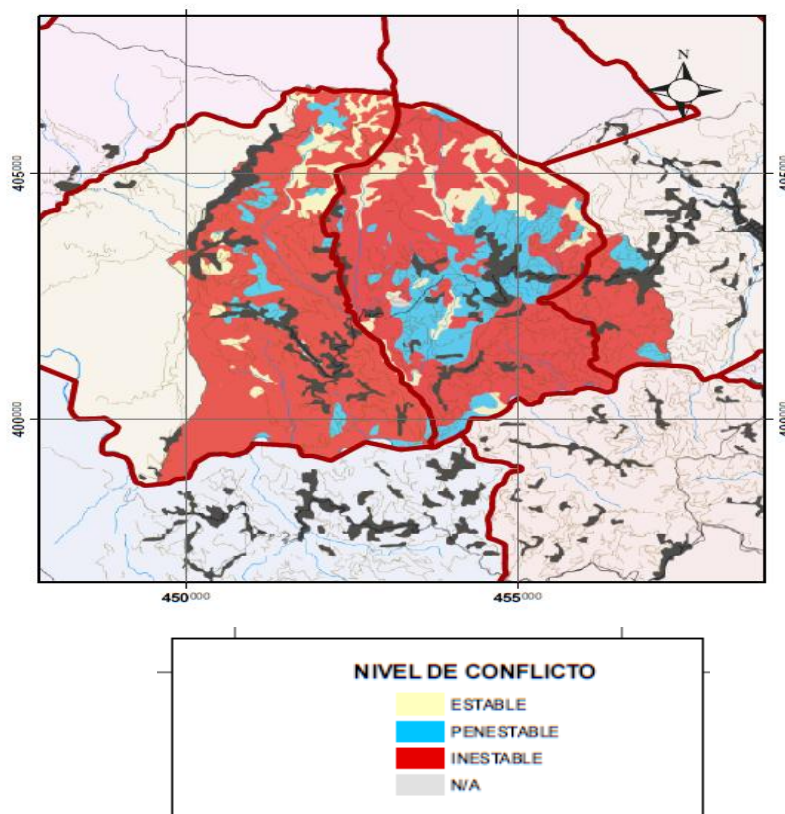 N
405000
405000
400000
400000
450000
455000
NIVEL DE CONFLICTO
ESTABLE
PENESTABLE
INESTABLE
N/A